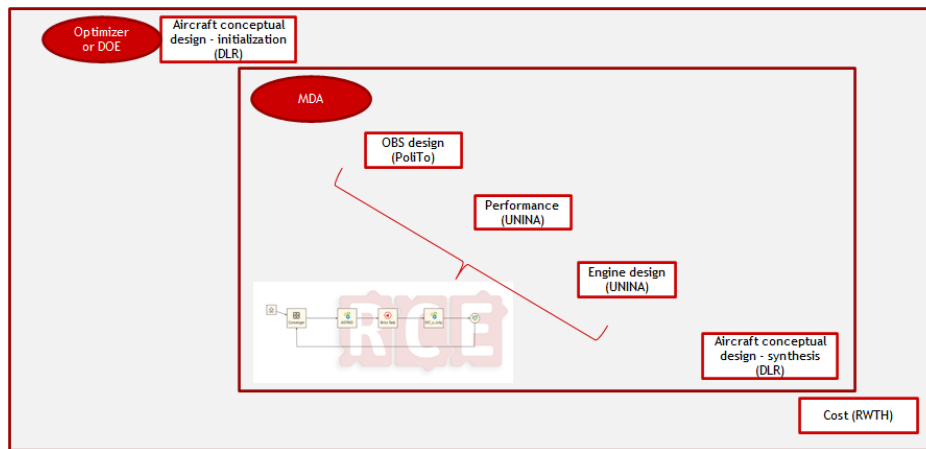 Optimizer
or DOE
Aircraft conceptual
design - initialization
(DLR)
MDA
OBS design
(PoliTo)
Performance
(UNINA)
Engine design
(UNINA)
RCE
Converger
Aircraft conceptual
design - synthesis
(DLR)
Cost (RWTH)